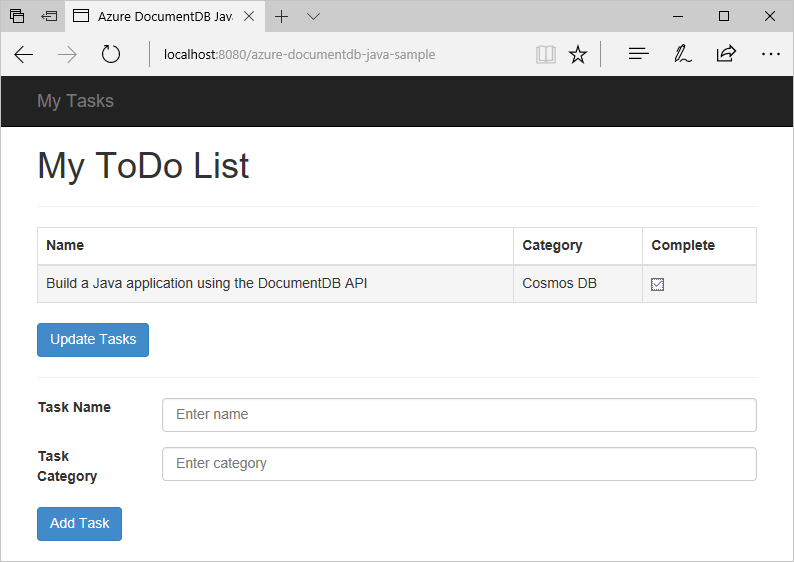 Azure DocumentDB Java
localhost:8080/azure-documentdb-java-sample
My Tasks
My ToDo List
Name Category Complete
Build a Java application using the DocumentDB API Cosmos DB
Update Tasks
Task Name Enter name
Task
Category
Enter category
Add Task